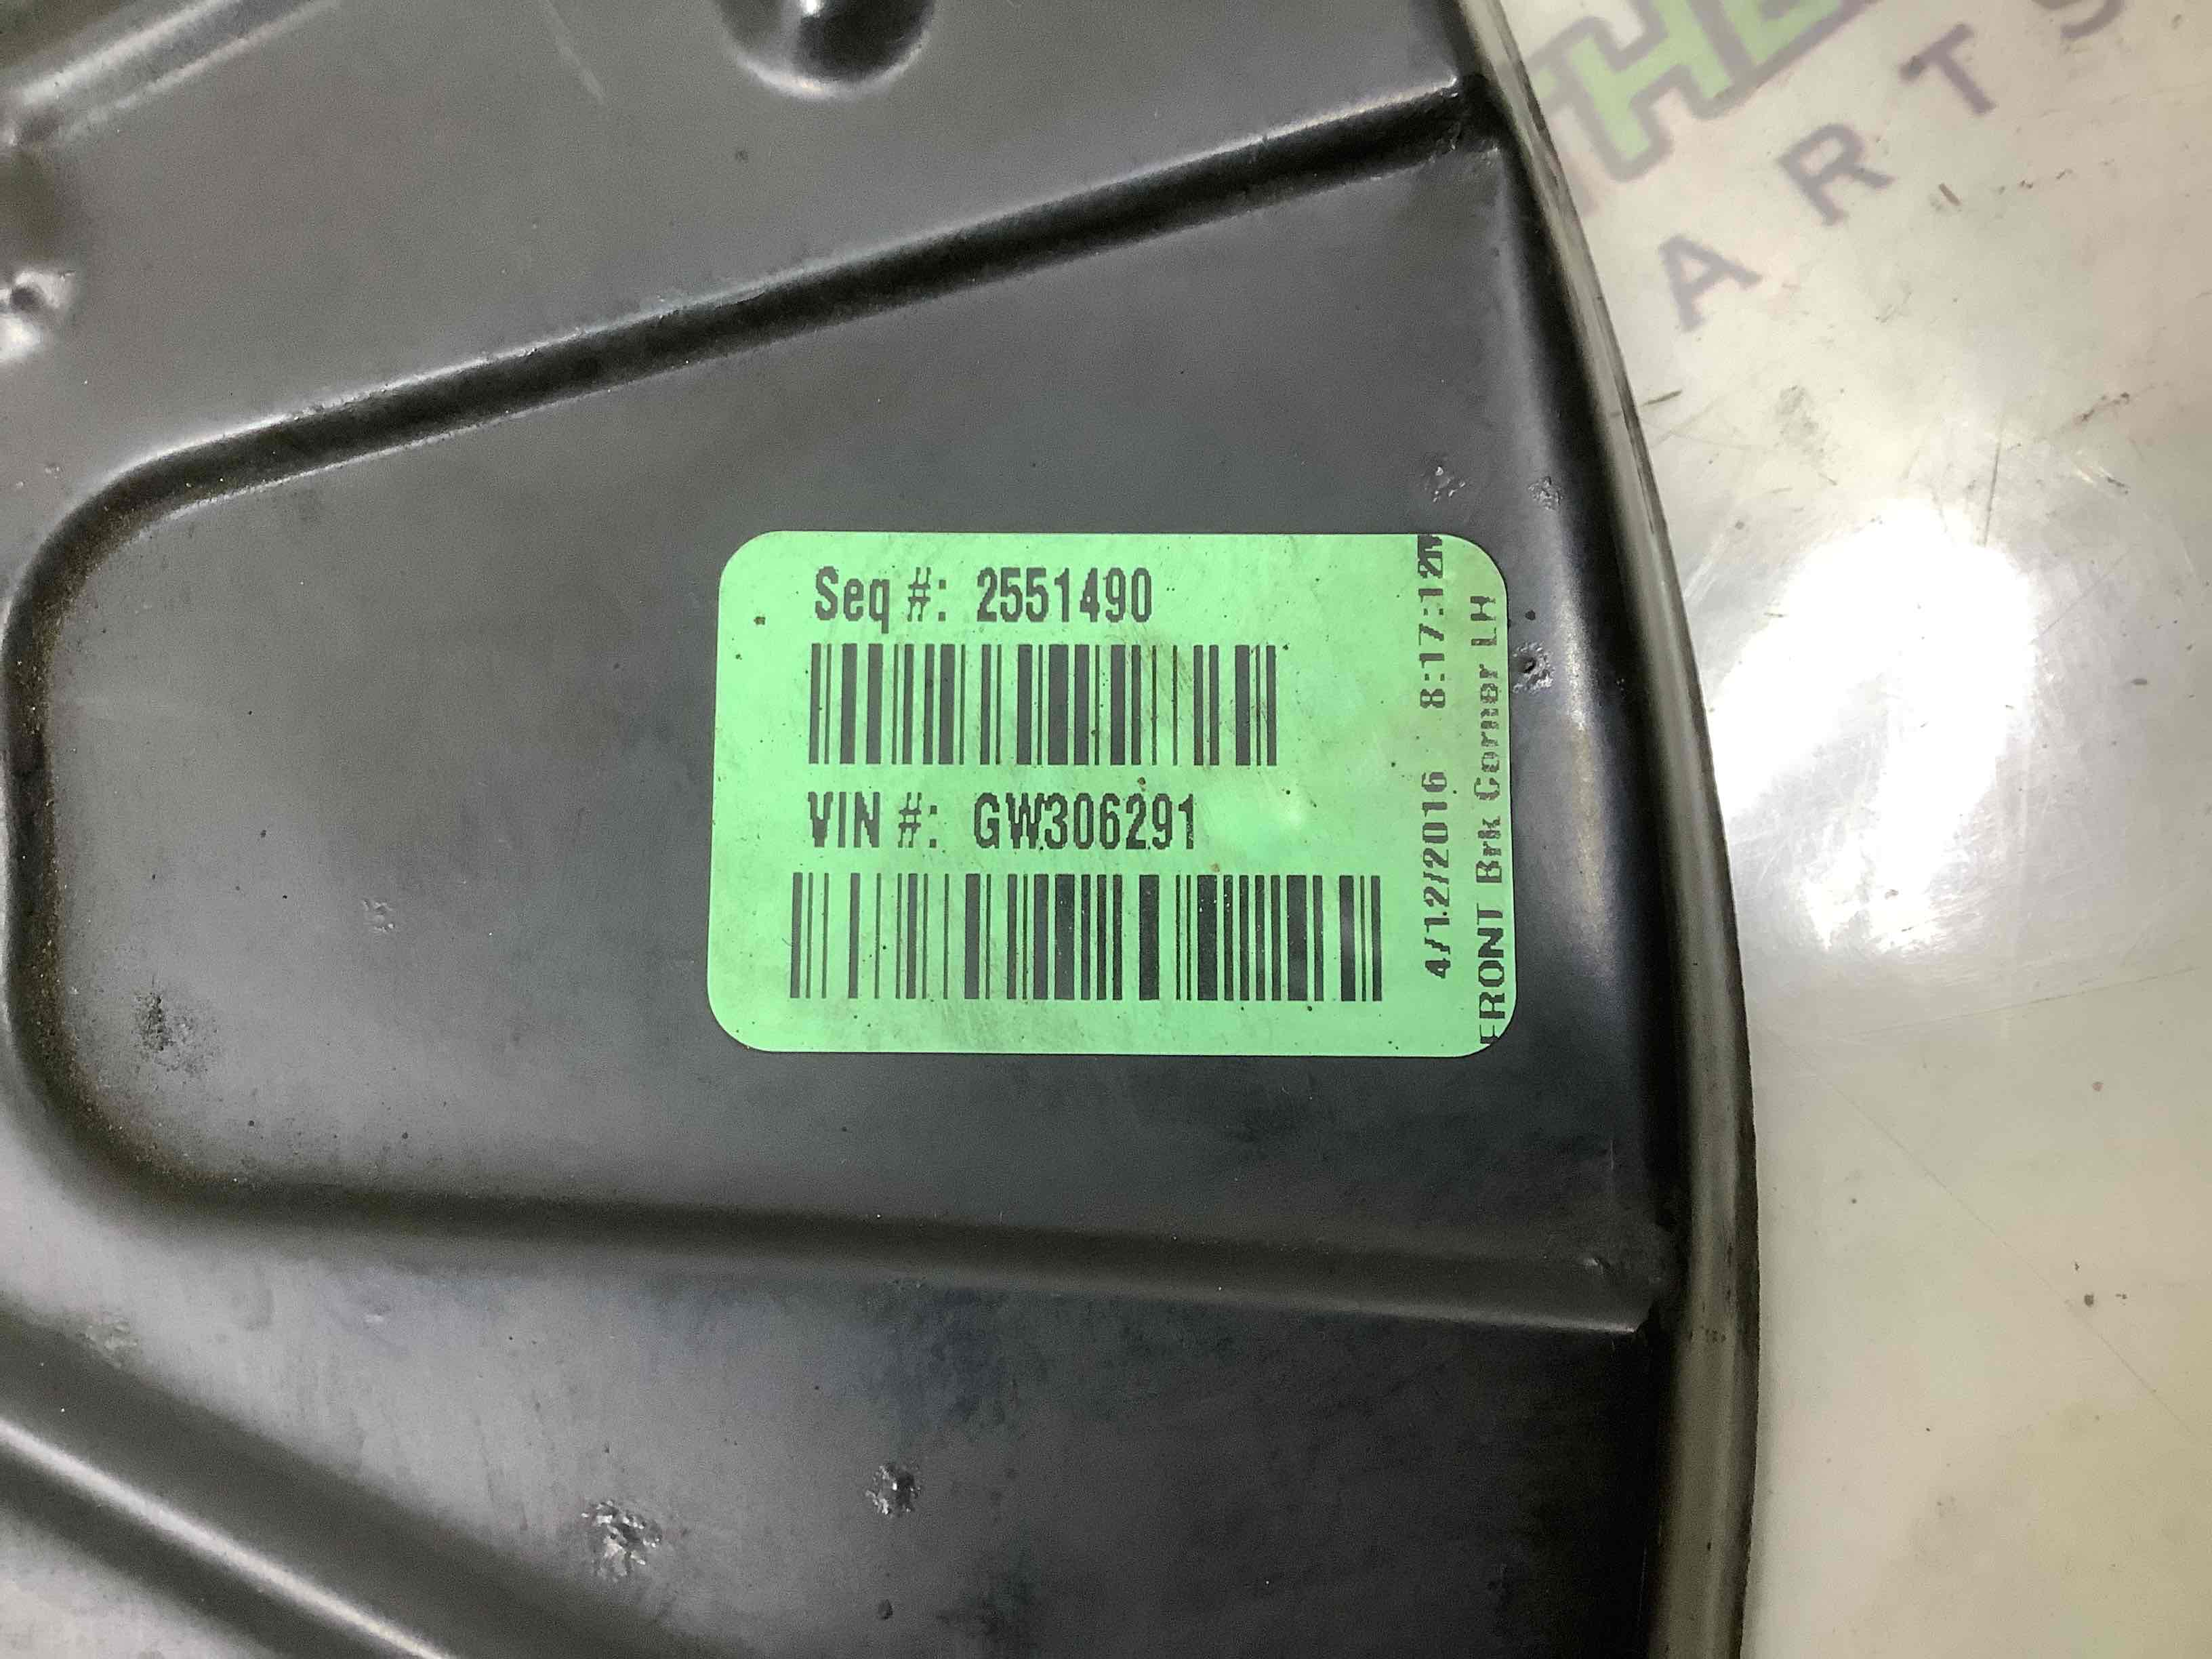 Seq #: 2551490
VIN #: GW306291
4/12/2016 8:17:12
FRONT Brk Corner LH
ARTS